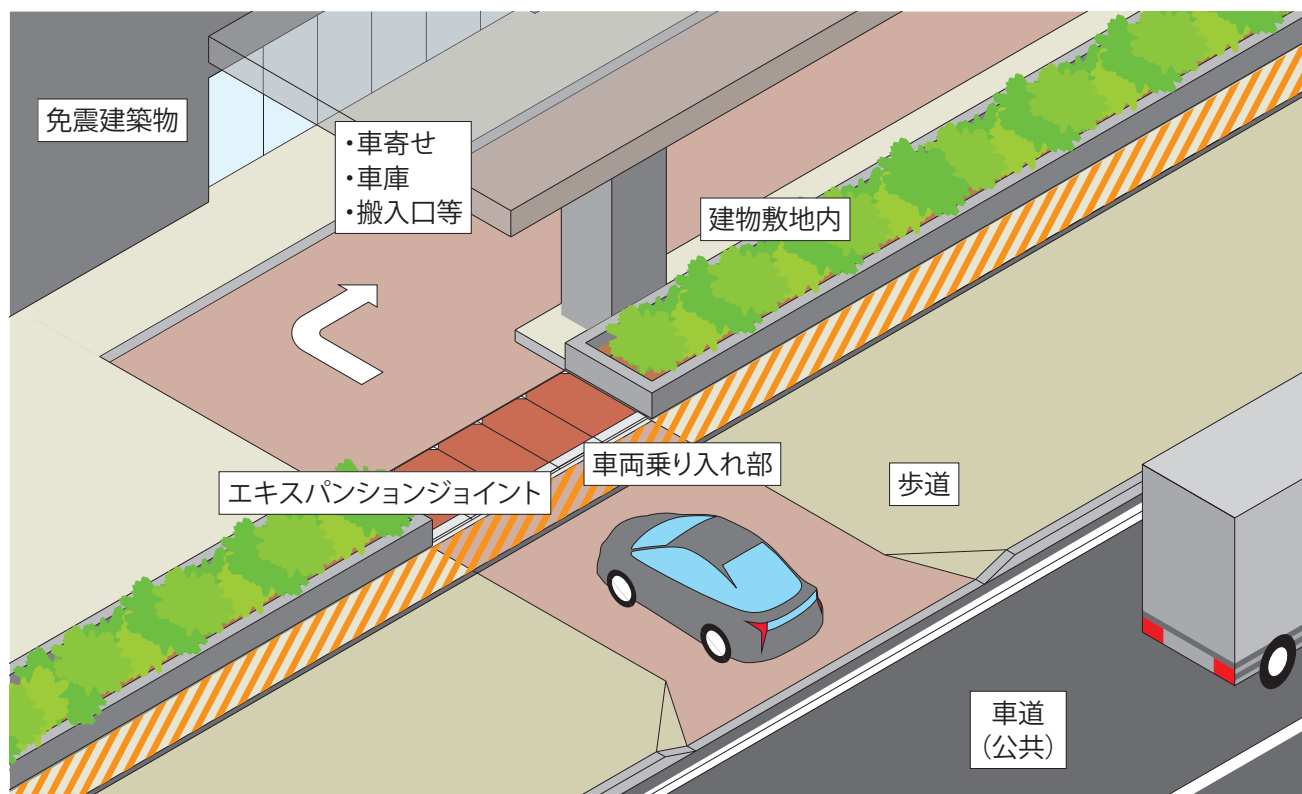 免震建築物
・車寄せ
・車庫
・搬入口等
建物敷地内
車両乗り入れ部
エキスパンションジョイント
歩道
車道
（公共）